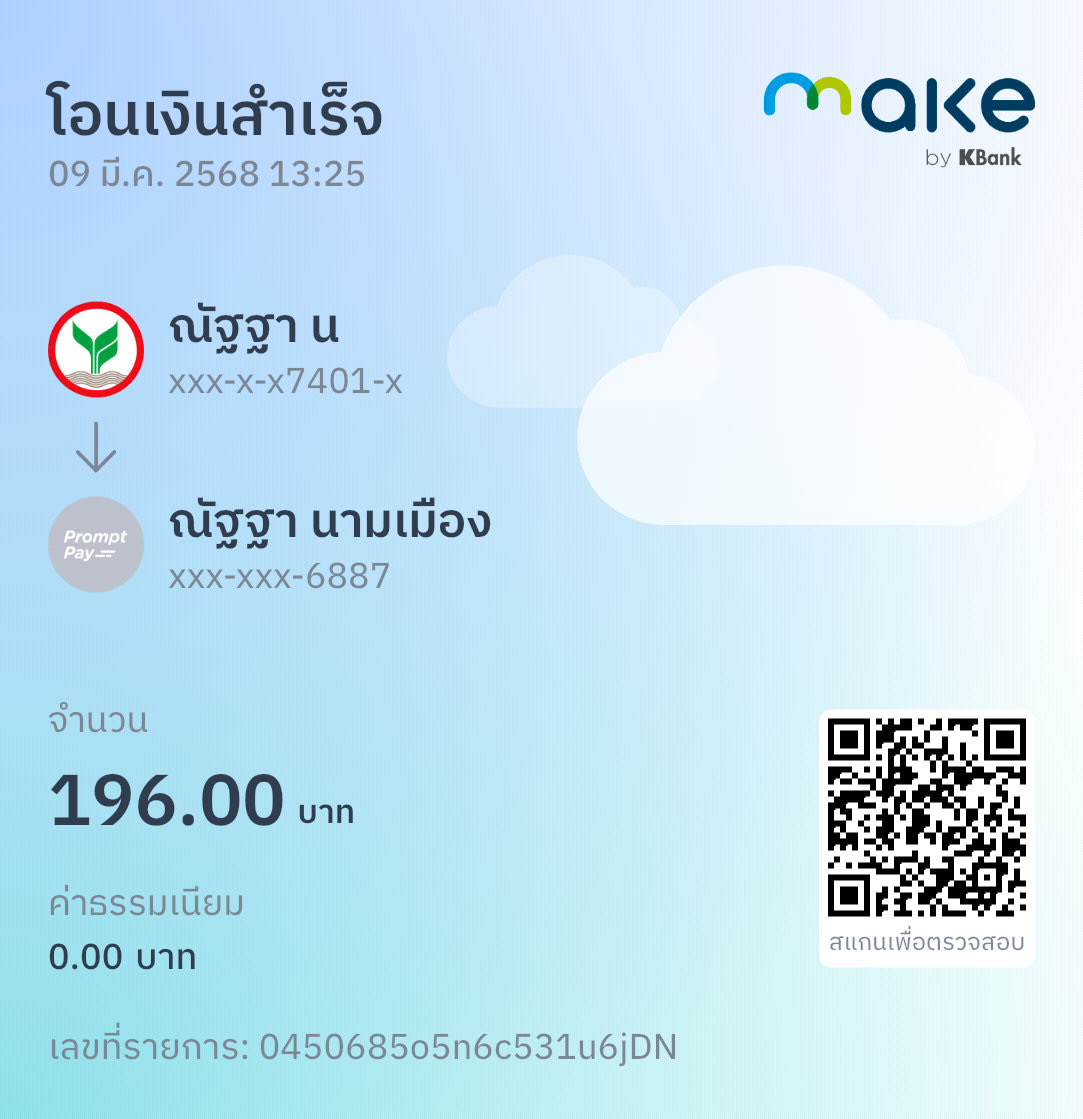 โอนเงินสำเร็จ
09 มี.ค. 2568 13:25
make
by KBank
ณัฐฐา น
xxx-x-x7401-x
Prompt
Pay
ณัฐฐา นามเมือง
xxx-xxx-6887
จำนวน
196.00 บาท
ค่าธรรมเนียม
0.00 บาท
สแกนเพื่อตรวจสอบ
เลขที่รายการ: 0450685o5n6c531u6jDN